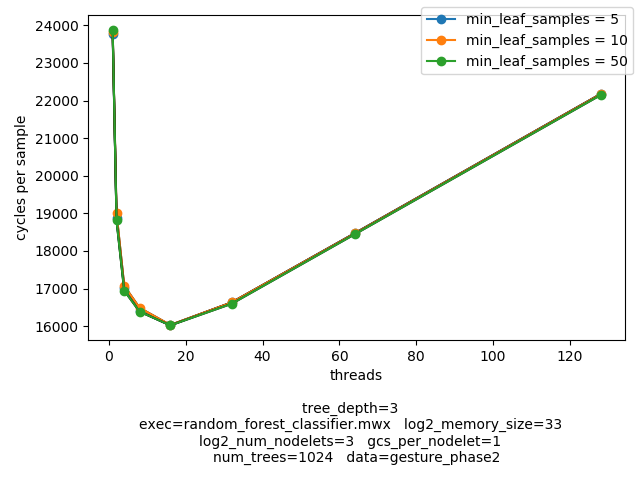 min_leaf_samples = 5
min_leaf_samples = 10
min_leaf_samples = 50
24000
23000
22000
21000
20000
19000
18000
17000
16000
cycles per sample
0 20 40 60 80 100 120
threads
tree_depth=3
exec=random_forest_classifier.mwx log2_memory_size=33
log2_num_nodelets=3 gcs_per_nodelet=1
num_trees=1024 data=gesture_phase2